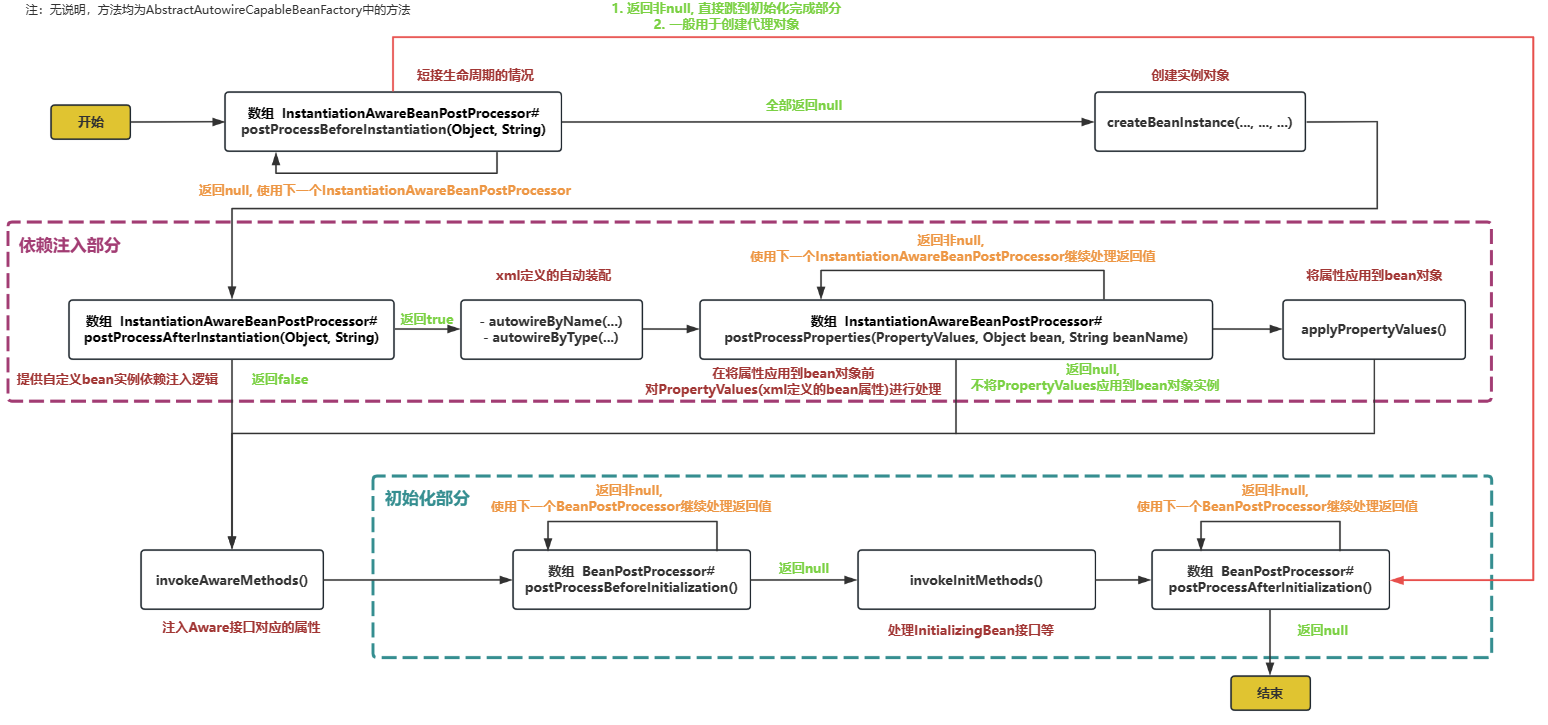 注：无说明，方法均为AbstractAutowireCapableBeanFactory中的方法
1. 返回非null, 直接跳到初始化完成部分
2. 一般用于创建代理对象
短接生命周期的情况
创建实例对象
开始
数组 InstantiationAwareBeanPostProcessor#
postProcessBeforeInstantiation(Object, String)
全部返回null
createBeanInstance(..., ..., ...)
返回null, 使用下一个InstantiationAwareBeanPostProcessor
依赖注入部分
返回非null,
使用下一个InstantiationAwareBeanPostProcessor继续处理返回值
xml定义的自动装配
将属性应用到bean对象
数组 InstantiationAwareBeanPostProcessor#
postProcessAfterInstantiation(Object, String)
返回true
- autowireByName(...)
- autowireByType(...)
数组 InstantiationAwareBeanPostProcessor#
postProcessProperties(PropertyValues, Object bean, String beanName)
applyPropertyValues()
提供自定义bean实例依赖注入逻辑
返回false
在将属性应用到bean对象前
对PropertyValues(xml定义的bean属性)进行处理
返回null,
不将PropertyValues应用到bean对象实例
初始化部分
返回非null,
使用下一个BeanPostProcessor继续处理返回值
返回非null,
使用下一个BeanPostProcessor继续处理返回值
invokeAwareMethods()
数组 BeanPostProcessor#
postProcessBeforeInitialization()
返回null
invokeInitMethods()
数组 BeanPostProcessor#
postProcessAfterInitialization()
注入Aware接口对应的属性
处理InitializingBean接口等
返回null
结束